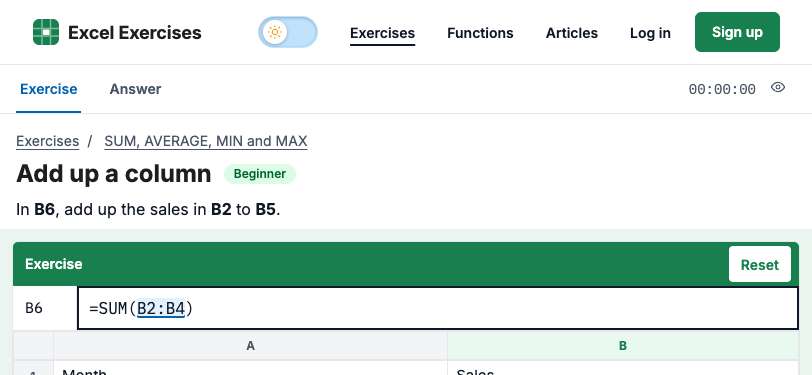 Excel Exercises
Exercises Functions Articles Log in Sign up
Exercise Answer 00:00:00
Exercises / SUM, AVERAGE, MIN and MAX
Add up a column Beginner
In B6, add up the sales in B2 to B5.
Exercise Reset
B6 =SUM(B2:B4)
A B
1 Month Sales